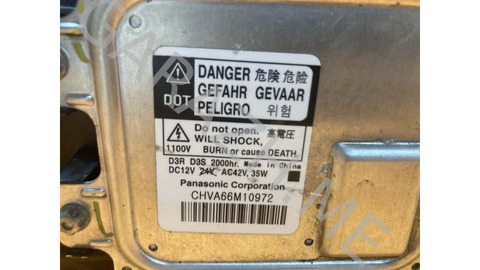 DANGER 危険 危险
GEFAHR GEVAAR
PELIGRO 위험
DOT
Do not open. 高電圧
WILL SHOCK,
1100V BURN or cause DEATH.
D3R D3S 2000hr. Made in China
DC12V 24V, AC42V, 35W
Panasonic Corporation
CHVA66M10972